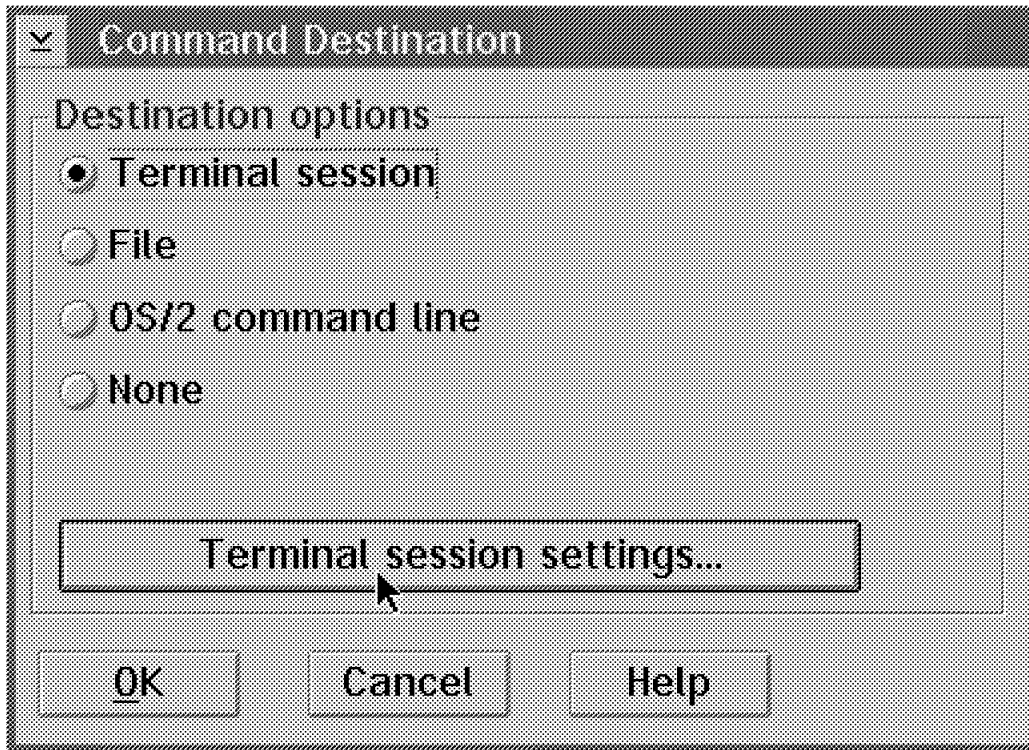 Command Destination
Destination options
Terminal session
File
OS/2 command line
None
Terminal session settings...
OK
Cancel
Help